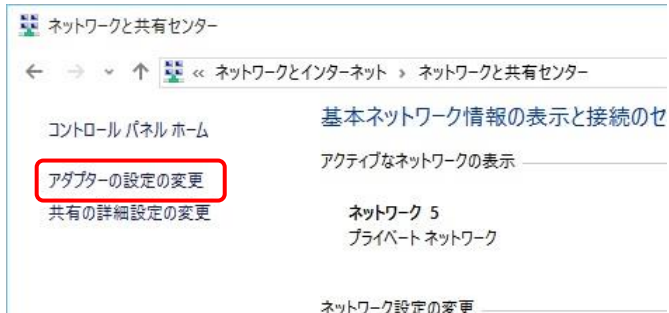 ネットワークと共有センター
« ネットワークとインターネット › ネットワークと共有センター
コントロール パネル ホーム
アダプターの設定の変更
共有の詳細設定の変更
基本ネットワーク情報の表示と接続のセ
アクティブなネットワークの表示
ネットワーク 5
プライベート ネットワーク
ネットワーク設定の変更